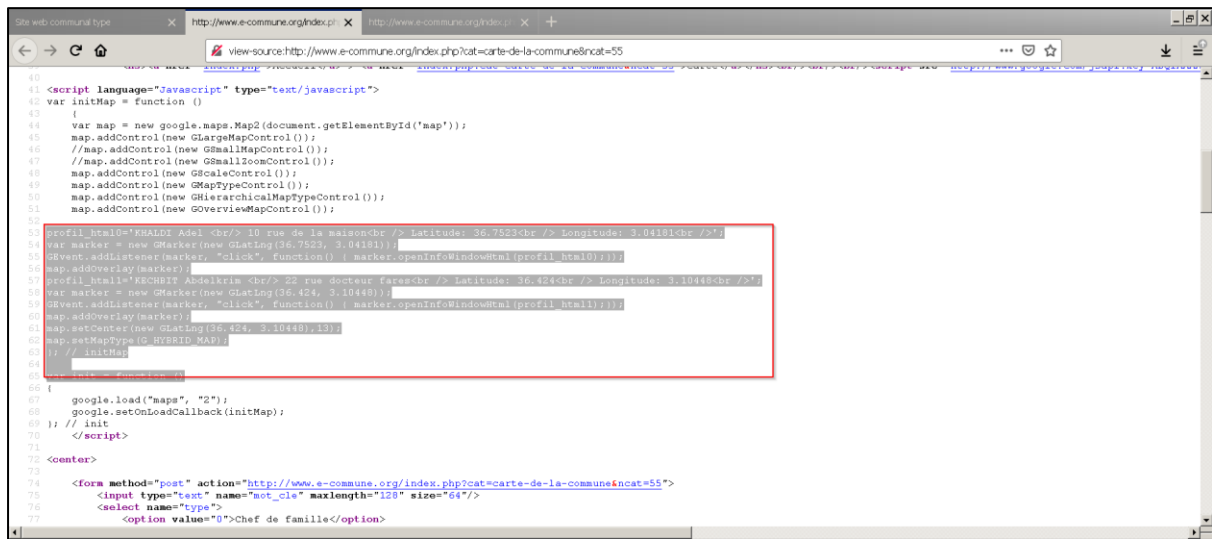 Site web communal type
http://www.e-commune.org/index.ph
http://www.e-commune.org/index.ph
view-source:http://www.e-commune.org/index.php?cat=carte-de-la-commune&ncat=55
40
41 <script language="Javascript" type="text/javascript">
42 var initMap = function ()
43 {
44 var map = new google.maps.Map2(document.getElementById('map'));
45 map.addControl(new GLargeMapControl());
46 //map.addControl(new GSmallMapControl());
47 //map.addControl(new GSmallZoomControl());
48 map.addControl(new GScaleControl());
49 map.addControl(new GMapTypeControl());
50 map.addControl(new GHierarchicalMapTypeControl());
51 map.addControl(new GOverviewMapControl());
52
53 profil_html0='KHALDI Adel <br/> 10 rue de la maison<br /> Latitude: 36.7523<br /> Longitude: 3.04181<br />';
54 var marker = new GMarker(new GLatLng(36.7523, 3.04181));
55 GEvent.addListener(marker, "click", function() { marker.openInfoWindowHtml(profil_html0);});
56 map.addOverlay(marker);
57 profil_html1='KECHRIT Abdelkrim <br/> 22 rue docteur fares<br /> Latitude: 36.424<br /> Longitude: 3.10448<br />';
58 var marker = new GMarker(new GLatLng(36.424, 3.10448));
59 GEvent.addListener(marker, "click", function() { marker.openInfoWindowHtml(profil_html1);});
60 map.addOverlay(marker);
61 map.setCenter(new GLatLng(36.424, 3.10448),13);
62 map.setMapType(G_HYBRID_MAP);
63 }; // initMap
64
65 var init = function ()
66 {
67 google.load("maps", "2");
68 google.setOnLoadCallback(initMap);
69 }; // init
70 </script>
71
72 <center>
73
74 <form method="post" action="http://www.e-commune.org/index.php?cat=carte-de-la-commune&ncat=55">
75 <input type="text" name="mot_cle" maxlength="128" size="64"/>
76 <select name="type">
77 <option value="0">Chef de famille</option>